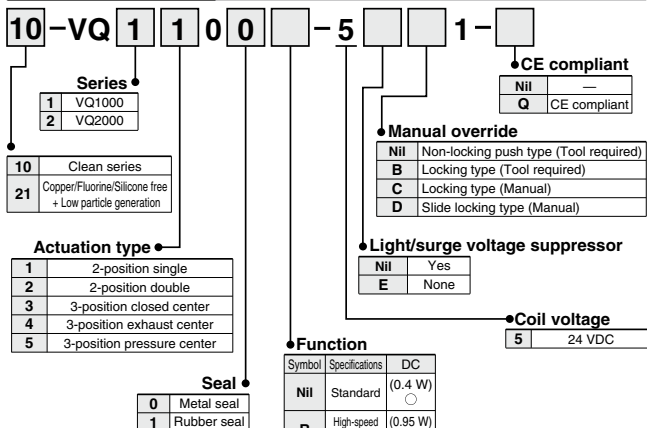 10 -VQ 1 1 0 0 - 5 1 -
Series
1 VQ1000
2 VQ2000
10 Clean series
21 Copper/Fluorine/Silicone free + Low particle generation
Actuation type
1 2-position single
2 2-position double
3 3-position closed center
4 3-position exhaust center
5 3-position pressure center
Seal
0 Metal seal
1 Rubber seal
Function
Symbol Specifications DC
Nil Standard (0.4 W) ○
High-speed (0.95 W)
CE compliant
Nil —
Q CE compliant
Manual override
Nil Non-locking push type (Tool required)
B Locking type (Tool required)
C Locking type (Manual)
D Slide locking type (Manual)
Light/surge voltage suppressor
Nil Yes
E None
Coil voltage
5 24 VDC